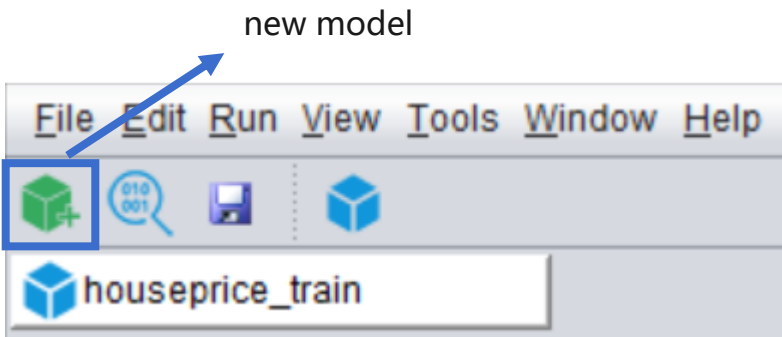 new model
File Edit Run View Tools Window Help
010
001
houseprice_train